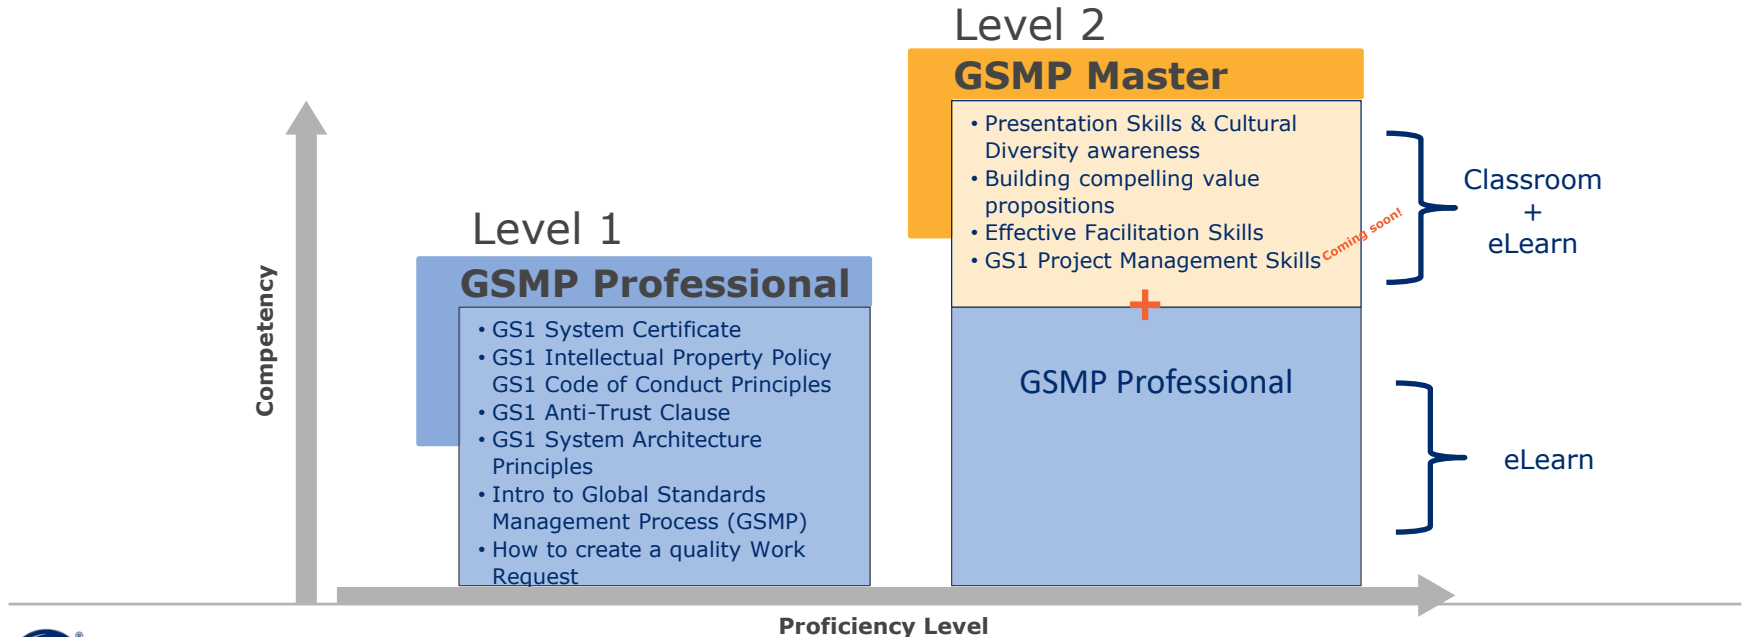 Level 2
GSMP Master
• Presentation Skills & Cultural
Diversity awareness
• Building compelling value
propositions
• Effective Facilitation Skills
• GS1 Project Management Skills
Coming soon!
+
GSMP Professional
Classroom
+
eLearn
eLearn
Level 1
GSMP Professional
• GS1 System Certificate
• GS1 Intellectual Property Policy
GS1 Code of Conduct Principles
• GS1 Anti-Trust Clause
• GS1 System Architecture
Principles
• Intro to Global Standards
Management Process (GSMP)
• How to create a quality Work
Request
Competency
Proficiency Level
®